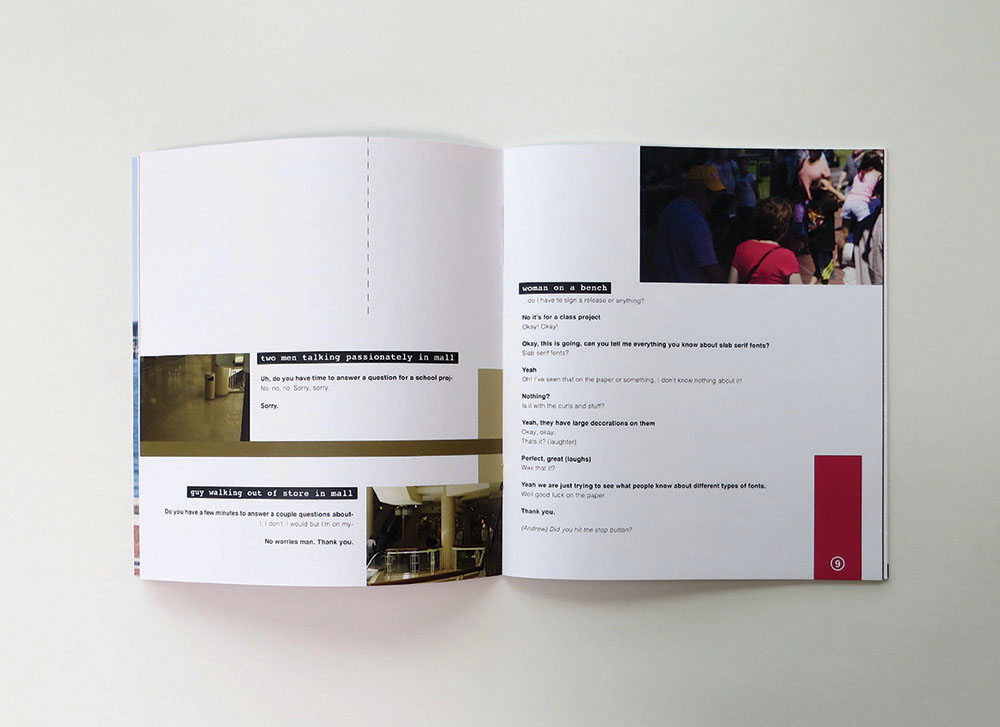 two men talking passionately in mall
Uh, do you have time to answer a question for a school proj-
No, no, no. Sorry, sorry.
Sorry.
guy walking out of store in mall
Do you have a few minutes to answer a couple questions about-
I, I don't. I would but I'm on my-
No worries man. Thank you.
woman on a bench
...do I have to sign a release or anything?
No it's for a class project
Okay! Okay!
Okay, this is going, can you tell me everything you know about slab serif fonts?
Slab serif fonts?
Yeah
Oh! I've seen that on the paper or something, I don't know nothing about it!
Nothing?
Is it with the curls and stuff?
Yeah, they have large decorations on them
Okay, okay.
Thats it? (laughter)
Perfect, great (laughs)
Was that it?
Yeah we are just trying to see what people know about different types of fonts.
Well good luck on the paper.
Thank you.
(Andrew) Did you hit the stop button?
9